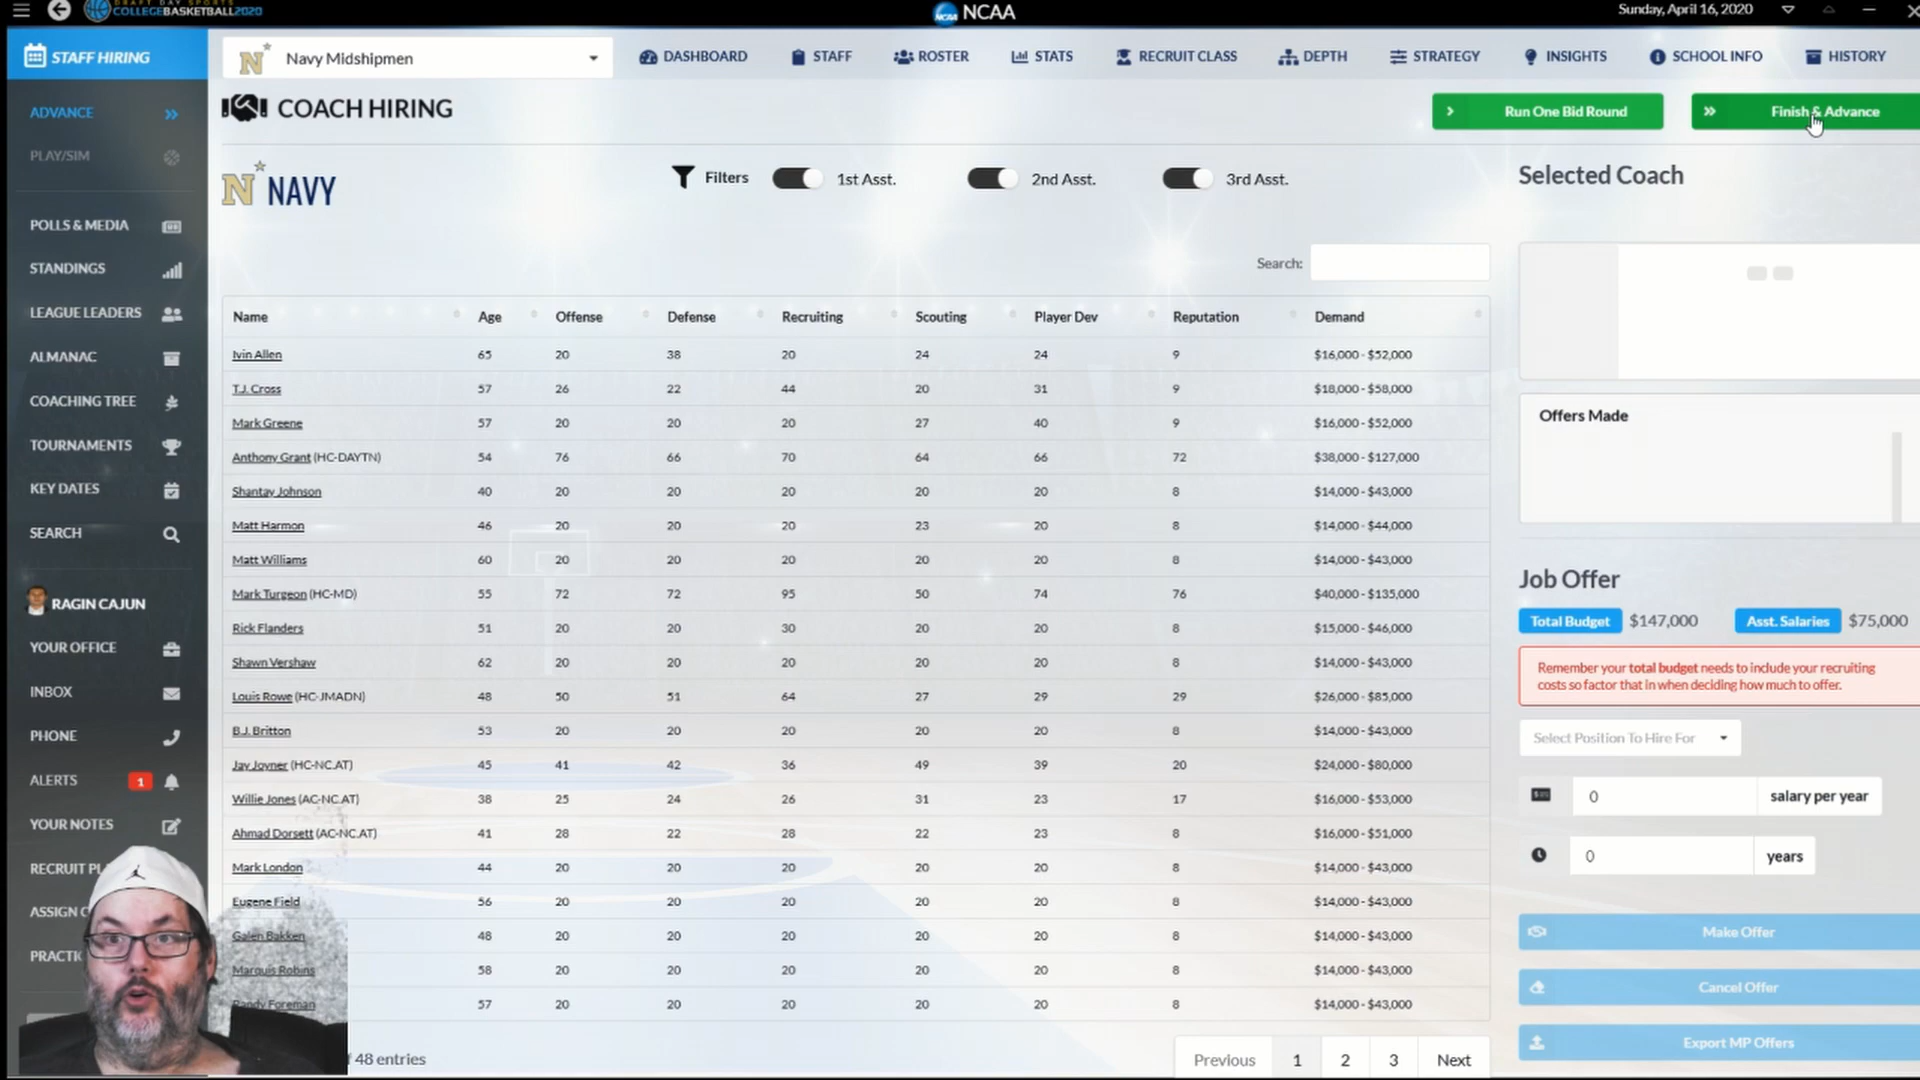 DRAFT DAY SPORTS
COLLEGEBASKETBALL2020
NCAA
Sunday, April 16, 2020
STAFF HIRING
Navy Midshipmen
DASHBOARD
STAFF
ROSTER
STATS
RECRUIT CLASS
DEPTH
STRATEGY
INSIGHTS
SCHOOL INFO
HISTORY
ADVANCE
PLAY/SIM
POLLS & MEDIA
STANDINGS
LEAGUE LEADERS
ALMANAC
COACHING TREE
TOURNAMENTS
KEY DATES
SEARCH
RAGIN CAJUN
YOUR OFFICE
INBOX
PHONE
ALERTS 1
YOUR NOTES
RECRUIT PL
ASSIGN C
PRACTIC
COACH HIRING
Run One Bid Round
Finish & Advance
N NAVY
Filters
1st Asst.
2nd Asst.
3rd Asst.
Search:
Name Age Offense Defense Recruiting Scouting Player Dev Reputation Demand
Ivin Allen 65 20 38 20 24 24 9 $16,000 - $52,000
T.J. Cross 57 26 22 44 20 31 9 $18,000 - $58,000
Mark Greene 57 20 20 20 27 40 9 $16,000 - $52,000
Anthony Grant (HC-DAYTN) 54 76 66 70 64 66 72 $38,000 - $127,000
Shantay Johnson 40 20 20 20 20 20 8 $14,000 - $43,000
Matt Harmon 46 20 20 20 23 20 8 $14,000 - $44,000
Matt Williams 60 20 20 20 20 20 8 $14,000 - $43,000
Mark Turgeon (HC-MD) 55 72 72 95 50 74 76 $40,000 - $135,000
Rick Flanders 51 20 20 30 20 20 8 $15,000 - $46,000
Shawn Vershaw 62 20 20 20 20 20 8 $14,000 - $43,000
Louis Rowe (HC-JMADN) 48 50 51 64 27 29 29 $26,000 - $85,000
B.J. Britton 53 20 20 20 20 20 8 $14,000 - $43,000
Jay Joyner (HC-NC.AT) 45 41 42 36 49 39 20 $24,000 - $80,000
Willie Jones (AC-NC.AT) 38 25 24 26 31 23 17 $16,000 - $53,000
Ahmad Dorsett (AC-NC.AT) 41 28 22 28 22 23 8 $16,000 - $51,000
Mark London 44 20 20 20 20 20 8 $14,000 - $43,000
Eugene Field 56 20 20 20 20 20 8 $14,000 - $43,000
Galen Bakken 48 20 20 20 20 20 8 $14,000 - $43,000
Marquis Robins 58 20 20 20 20 20 8 $14,000 - $43,000
Randy Foreman 57 20 20 20 20 20 8 $14,000 - $43,000
48 entries
Previous 1 2 3 Next
Selected Coach
Offers Made
Job Offer
Total Budget $147,000 Asst. Salaries $75,000
Remember your total budget needs to include your recruiting
costs so factor that in when deciding how much to offer.
Select Position To Hire For
0 salary per year
0 years
Make Offer
Cancel Offer
Export MP Offers